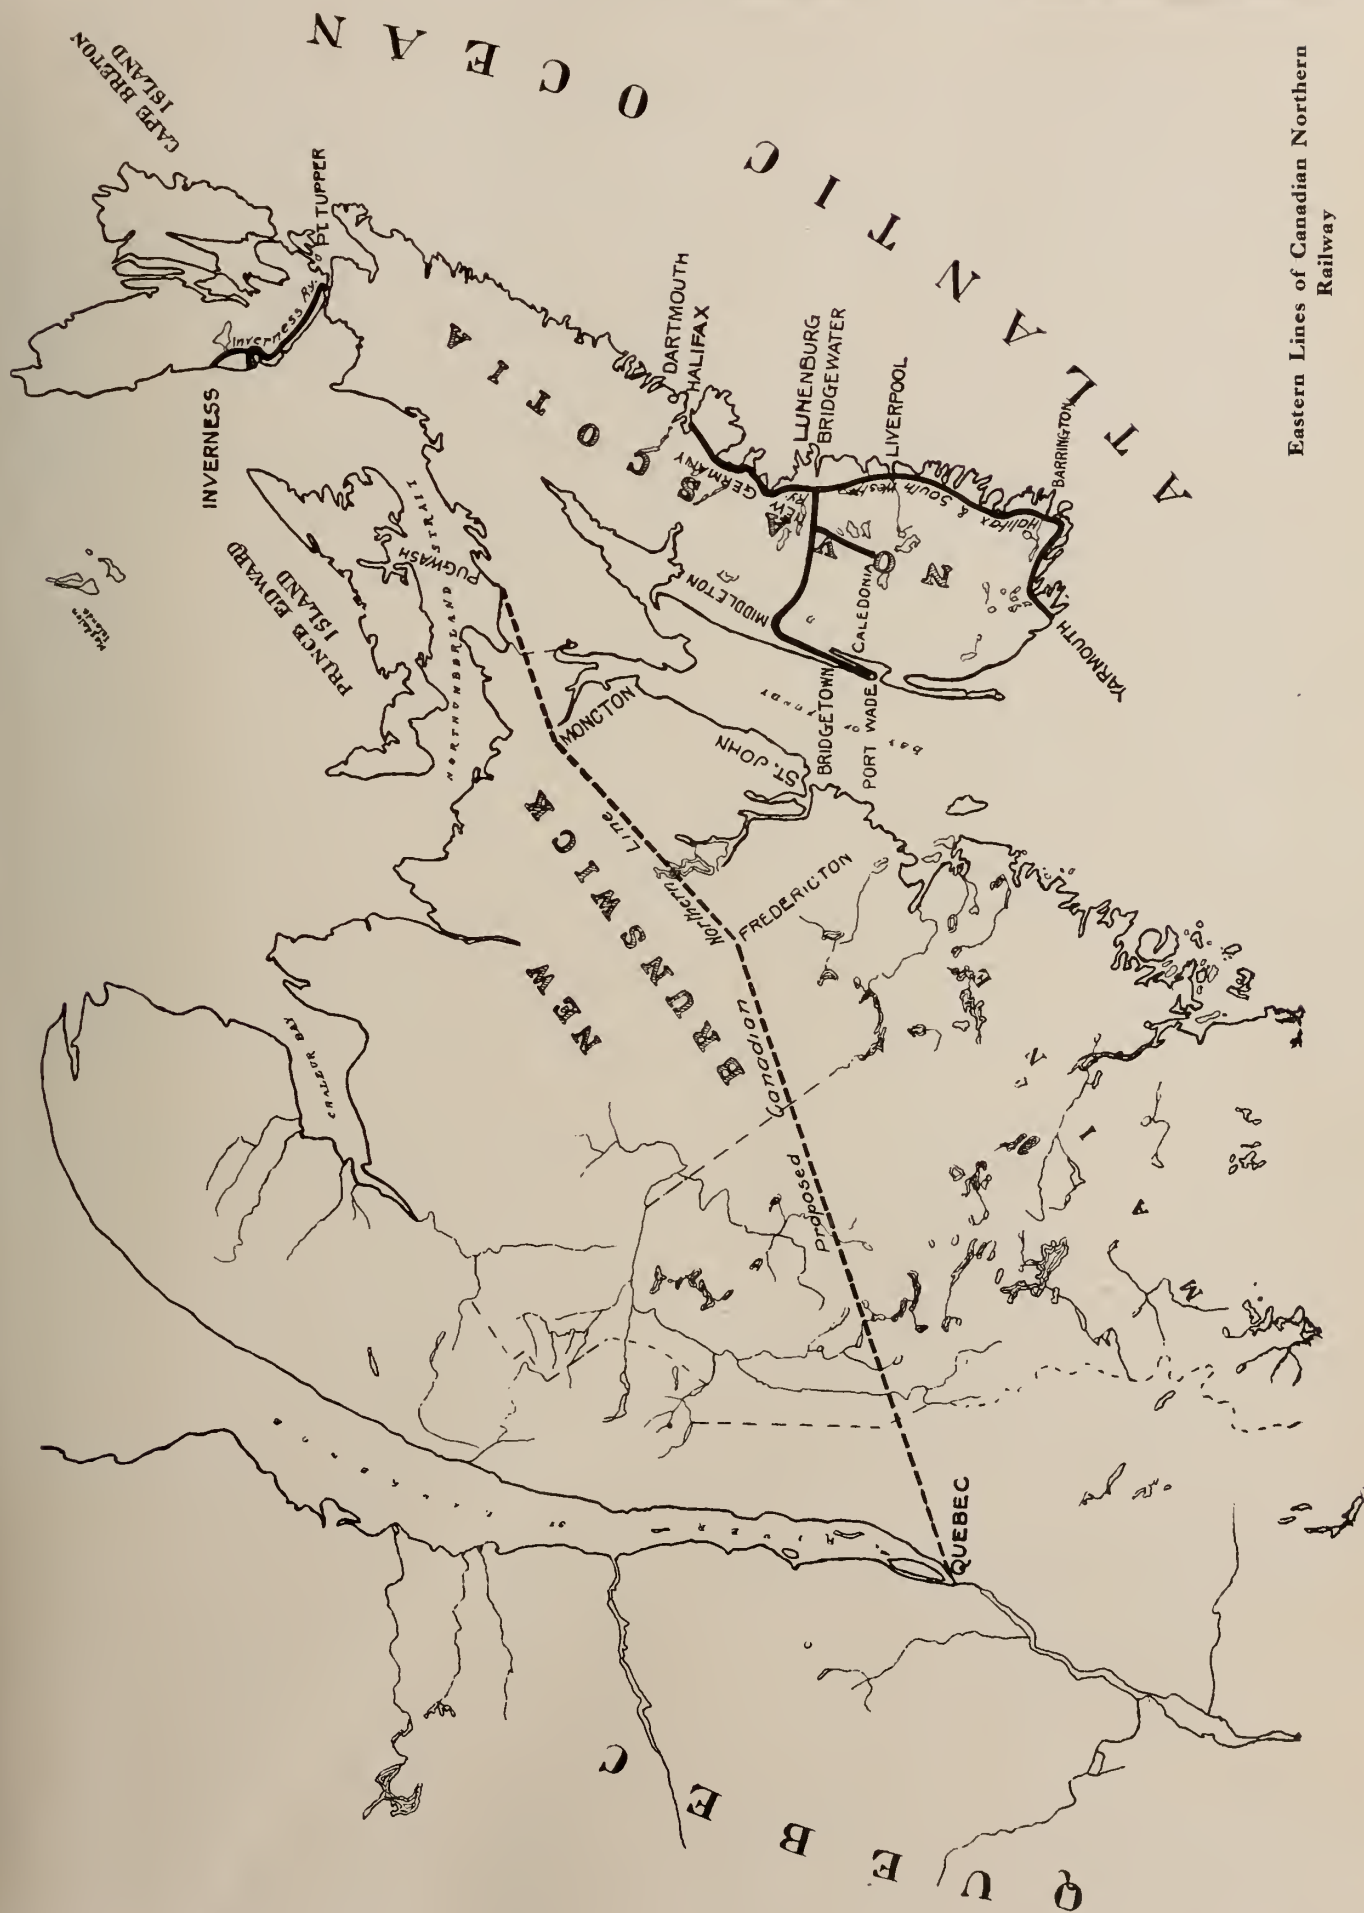 Eastern Lines of Canadian Northern
Railway
CAPE BRETON
ISLAND
ATLANTIC OCEAN
PT. TUPPER
Inverness Ry.
INVERNESS
PRINCE EDWARD
ISLAND
NORTHUMBERLAND STRAIT
PUGWASH
NOVA SCOTIA
DARTMOUTH
HALIFAX
NEW GERMANY
LUNENBURG
BRIDGEWATER
LIVERPOOL
BARRINGTON
Halifax & South Western Ry.
MIDDLETON
CALEDONIA
BRIDGETOWN
PORT WADE
YARMOUTH
BAY OF FUNDY
MONCTON
ST. JOHN
FREDERICTON
NEW
BRUNSWICK
Proposed Canadian Northern Line
CHALEUR BAY
MAIN
QUEBEC
QUEBEC